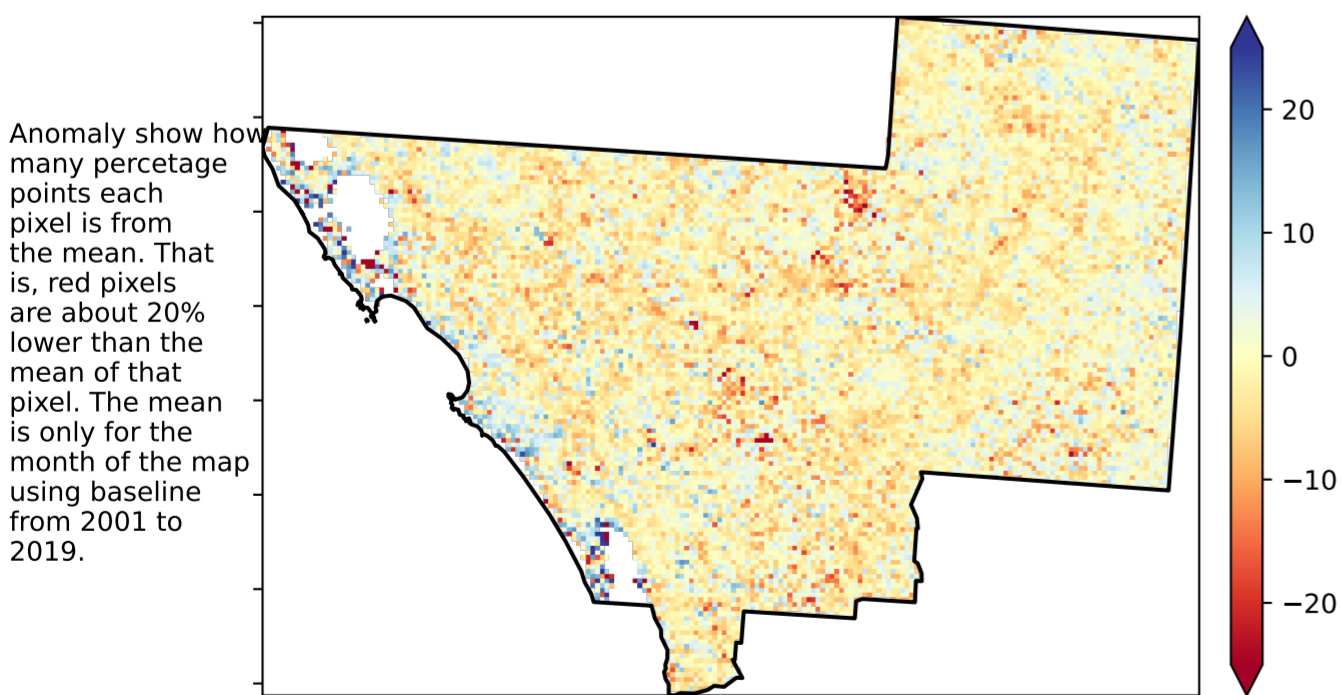 Anomaly show how
many percetage
points each
pixel is from
the mean. That
is, red pixels
are about 20%
lower than the
mean of that
pixel. The mean
is only for the
month of the map
using baseline
from 2001 to
2019.
20
10
0
−10
−20